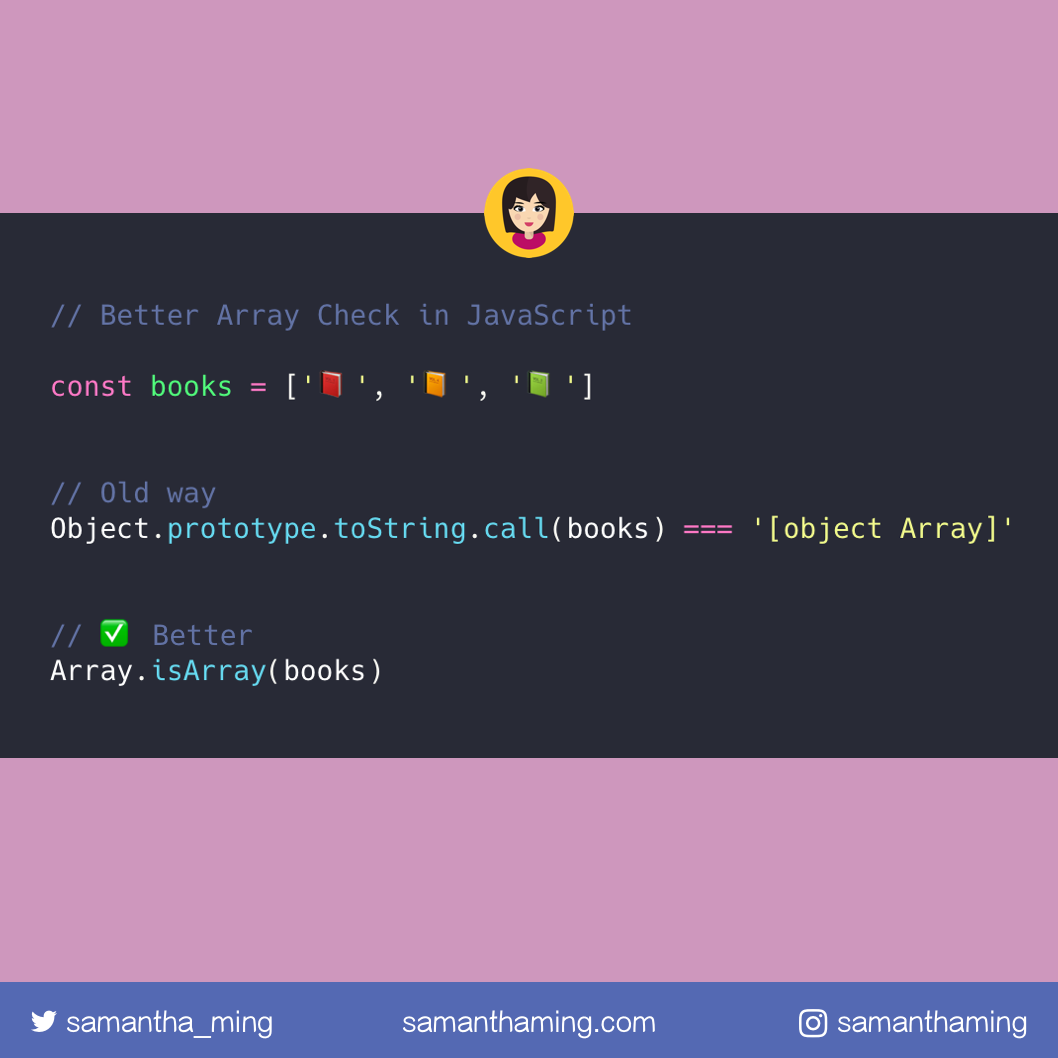 // Better Array Check in JavaScript
const books = ['📕', '📙', '📗']
// Old way
Object.prototype.toString.call(books) === '[object Array]'
// ✅ Better
Array.isArray(books)
samantha_ming
samanthaming.com
samanthaming